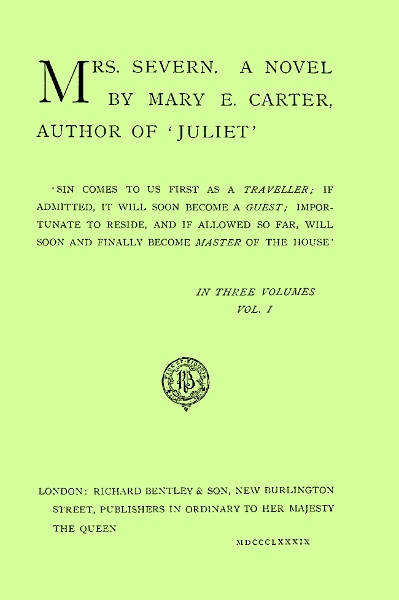 MRS. SEVERN. A NOVEL
BY MARY E. CARTER,
AUTHOR OF 'JULIET'
'SIN COMES TO US FIRST AS A TRAVELLER; IF
ADMITTED, IT WILL SOON BECOME A GUEST; IMPOR-
TUNATE TO RESIDE, AND IF ALLOWED SO FAR, WILL
SOON AND FINALLY BECOME MASTER OF THE HOUSE'
IN THREE VOLUMES
VOL. I
RB
LONDON: RICHARD BENTLEY & SON, NEW BURLINGTON
STREET, PUBLISHERS IN ORDINARY TO HER MAJESTY
THE QUEEN
MDCCCLXXXIX